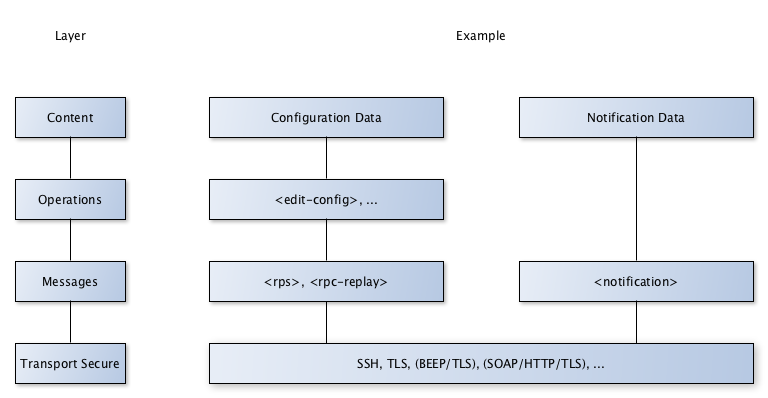 Layer
Example
Content
Configuration Data
Notification Data
Operations
<edit-config>, ...
Messages
<rps>, <rpc-replay>
<notification>
Transport Secure
SSH, TLS, (BEEP/TLS), (SOAP/HTTP/TLS), ...